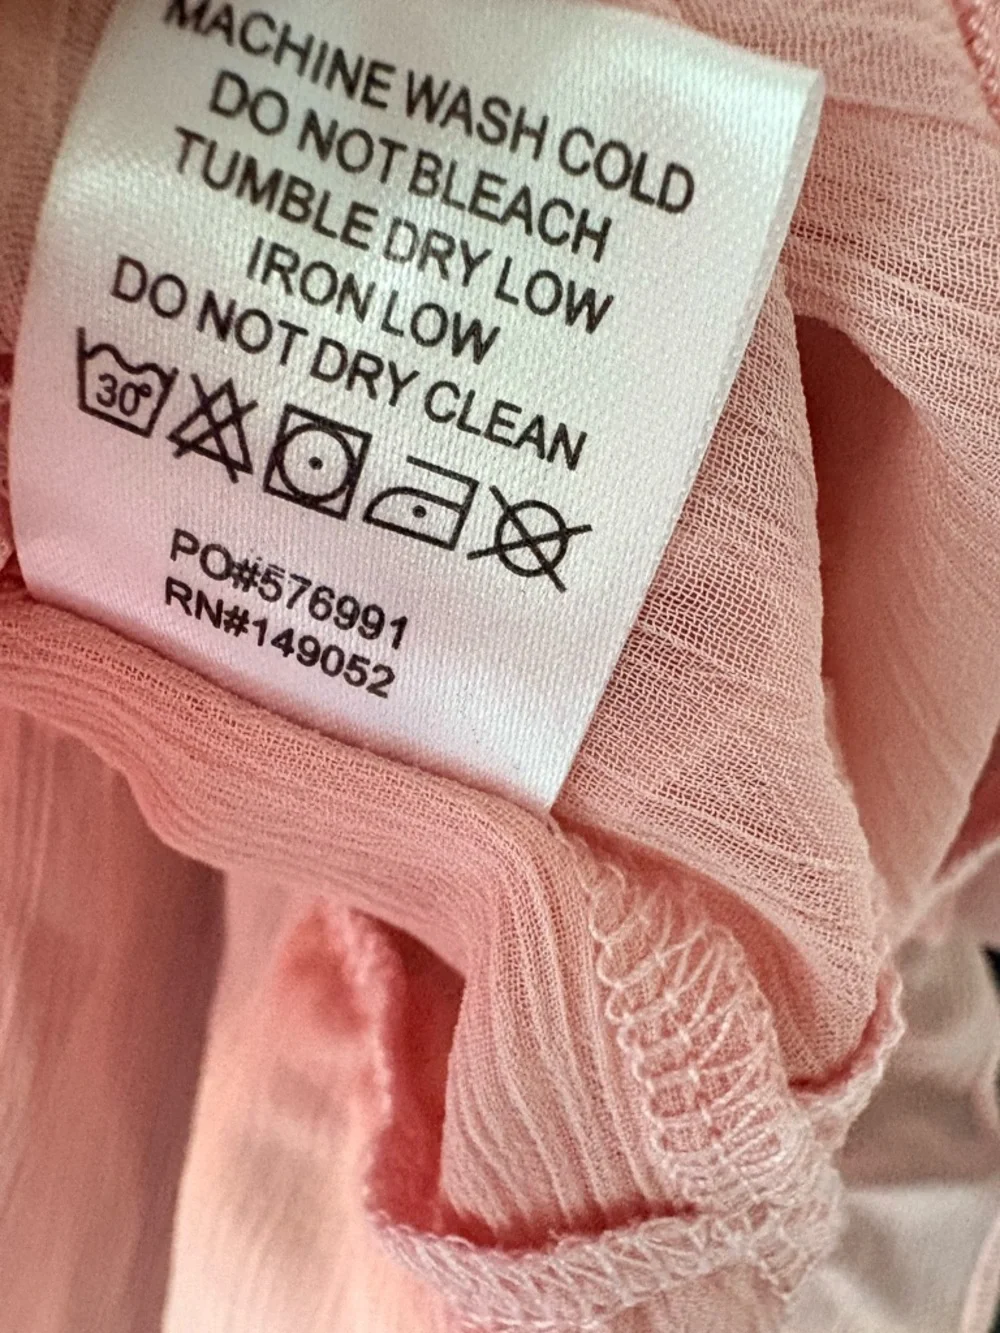 MACHINE WASH COLD
DO NOT BLEACH
TUMBLE DRY LOW
IRON LOW
DO NOT DRY CLEAN
30°
PO#576991
RN#149052